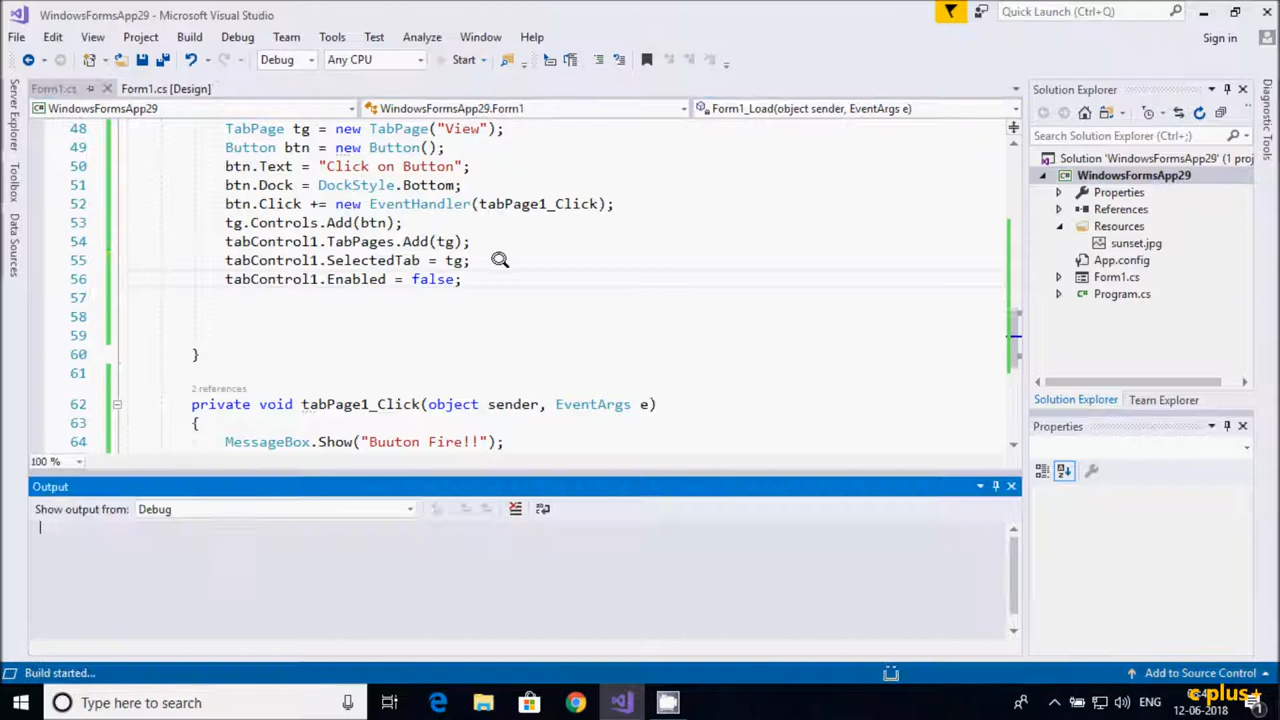 WindowsFormsApp29 - Microsoft Visual Studio
Quick Launch (Ctrl+Q)
File Edit View Project Build Debug Team Tools Test Analyze Window Help
Sign in
Debug Any CPU Start
Form1.cs Form1.cs [Design]
WindowsFormsApp29 WindowsFormsApp29.Form1 Form1_Load(object sender, EventArgs e)
48 TabPage tg = new TabPage("View");
49 Button btn = new Button();
50 btn.Text = "Click on Button";
51 btn.Dock = DockStyle.Bottom;
52 btn.Click += new EventHandler(tabPage1_Click);
53 tg.Controls.Add(btn);
54 tabControl1.TabPages.Add(tg);
55 tabControl1.SelectedTab = tg;
56 tabControl1.Enabled = false;
57
58
59
60 }
61
2 references
62 private void tabPage1_Click(object sender, EventArgs e)
63 {
64 MessageBox.Show("Buuton Fire!!");
100 %
Server Explorer
Toolbox
Data Sources
Output
Show output from: Debug
Solution Explorer
Search Solution Explorer (Ctrl+;)
Solution 'WindowsFormsApp29' (1 proj
WindowsFormsApp29
Properties
References
Resources
sunset.jpg
App.config
Form1.cs
Program.cs
Solution Explorer Team Explorer
Properties
Diagnostic Tools
Build started... Add to Source Control
Type here to search
ENG
12-06-2018
1
c plus+